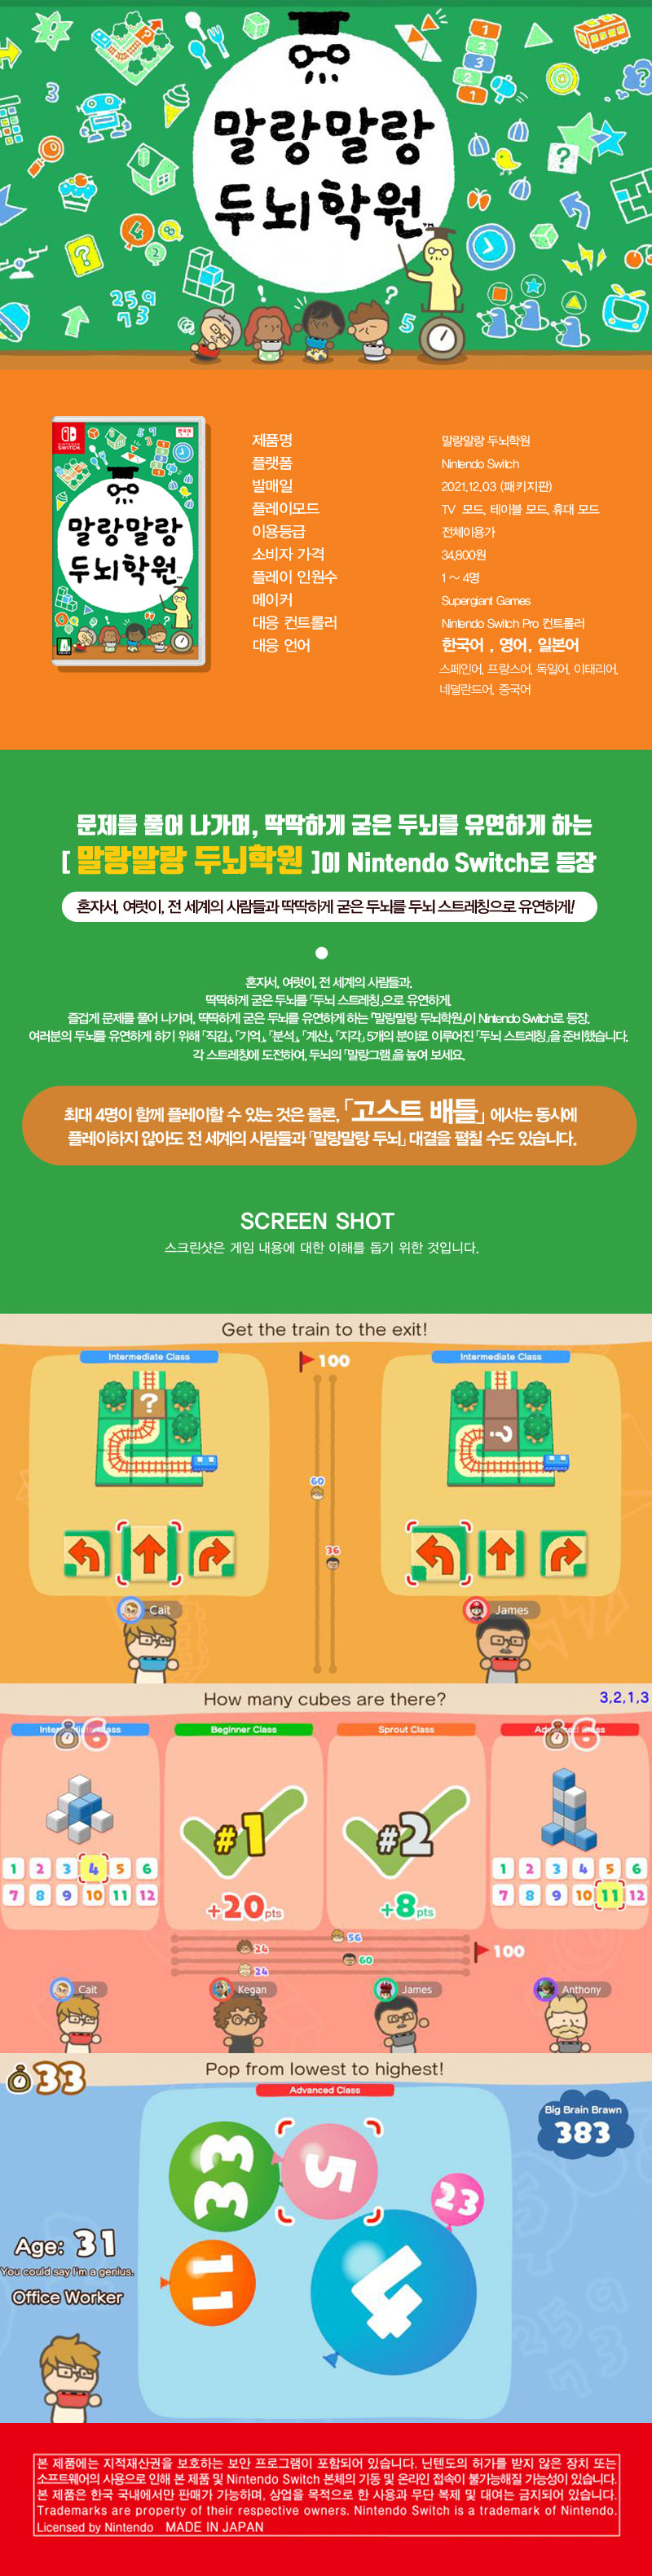 말랑말랑
두뇌학원™
제품명 말랑말랑 두뇌학원
플랫폼 Nintendo Switch
발매일 2021.12.03 (패키지판)
플레이모드 TV 모드, 테이블 모드, 휴대 모드
이용등급 전체이용가
소비자 가격 34,800원
플레이 인원수 1 ~ 4명
메이커 Supergiant Games
대응 컨트롤러 Nintendo Switch Pro 컨트롤러
대응 언어 한국어 , 영어, 일본어
스페인어, 프랑스어, 독일어, 이태리어,
네덜란드어, 중국어
NINTENDO
SWITCH
한국어
말랑말랑
두뇌학원™
문제를 풀어 나가며, 딱딱하게 굳은 두뇌를 유연하게 하는
[ 말랑말랑 두뇌학원 ]이 Nintendo Switch로 등장
혼자서, 여럿이, 전 세계의 사람들과 딱딱하게 굳은 두뇌를 두뇌 스트레칭으로 유연하게!
혼자서, 여럿이, 전 세계의 사람들과.
딱딱하게 굳은 두뇌를 「두뇌 스트레칭」으로 유연하게.
즐겁게 문제를 풀어 나가며, 딱딱하게 굳은 두뇌를 유연하게 하는 『말랑말랑 두뇌학원』이 Nintendo Switch로 등장.
여러분의 두뇌를 유연하게 하기 위해 「직감」, 「기억」, 「분석」, 「계산」, 「지각」 5개의 분야로 이루어진 「두뇌 스트레칭」을 준비했습니다.
각 스트레칭에 도전하여, 두뇌의 「말랑그램」을 높여 보세요.
최대 4명이 함께 플레이할 수 있는 것은 물론, 「고스트 배틀」 에서는 동시에
플레이하지 않아도 전 세계의 사람들과 「말랑말랑 두뇌」 대결을 펼칠 수도 있습니다.
SCREEN SHOT
스크린샷은 게임 내용에 대한 이해를 돕기 위한 것입니다.
Get the train to the exit!
Intermediate Class 100 Intermediate Class
? ?
60
36
Cait James
How many cubes are there? 3,2,1,3
Intermediate Class Beginner Class Sprout Class Advanced Class
6 6
#1 #2
1 2 3 4 5 6 1 2 3 4 5 6
7 8 9 10 11 12 7 8 9 10 11 12
+20pts +8pts
56
24
60
24
100
Cait Kegan James Anthony
33 Pop from lowest to highest!
Advanced Class
Big Brain Brawn
383
33 5
23
11 4
Age: 31
You could say I'm a genius.
Office Worker
본 제품에는 지적재산권을 보호하는 보안 프로그램이 포함되어 있습니다. 닌텐도의 허가를 받지 않은 장치 또는
소프트웨어의 사용으로 인해 본 제품 및 Nintendo Switch 본체의 기동 및 온라인 접속이 불가능해질 가능성이 있습니다.
본 제품은 한국 국내에서만 판매가 가능하며, 상업을 목적으로 한 사용과 무단 복제 및 대여는 금지되어 있습니다.
Trademarks are property of their respective owners. Nintendo Switch is a trademark of Nintendo.
Licensed by Nintendo MADE IN JAPAN